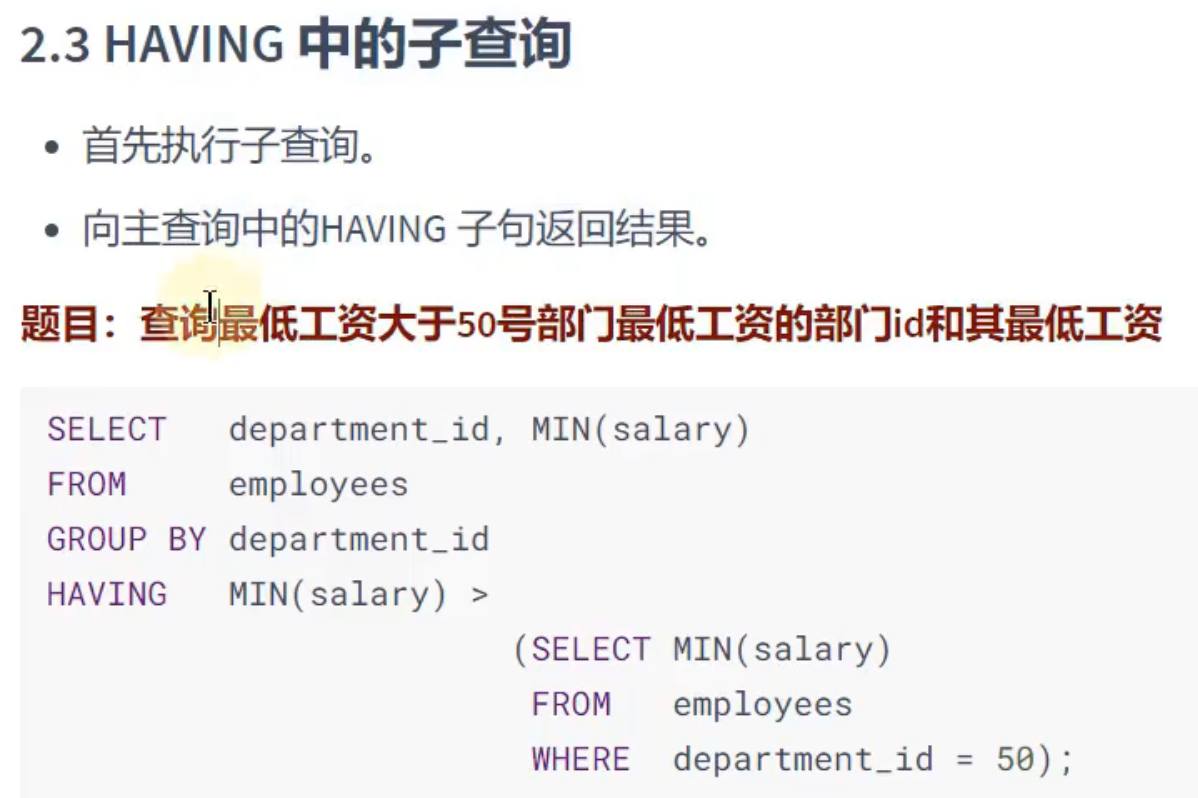 2.3 HAVING 中的子查询
• 首先执行子查询。
• 向主查询中的HAVING 子句返回结果。
题目：查询最低工资大于50号部门最低工资的部门id和其最低工资
SELECT   department_id, MIN(salary)
FROM     employees
GROUP BY department_id
HAVING   MIN(salary) >
                       (SELECT MIN(salary)
                        FROM   employees
                        WHERE  department_id = 50);